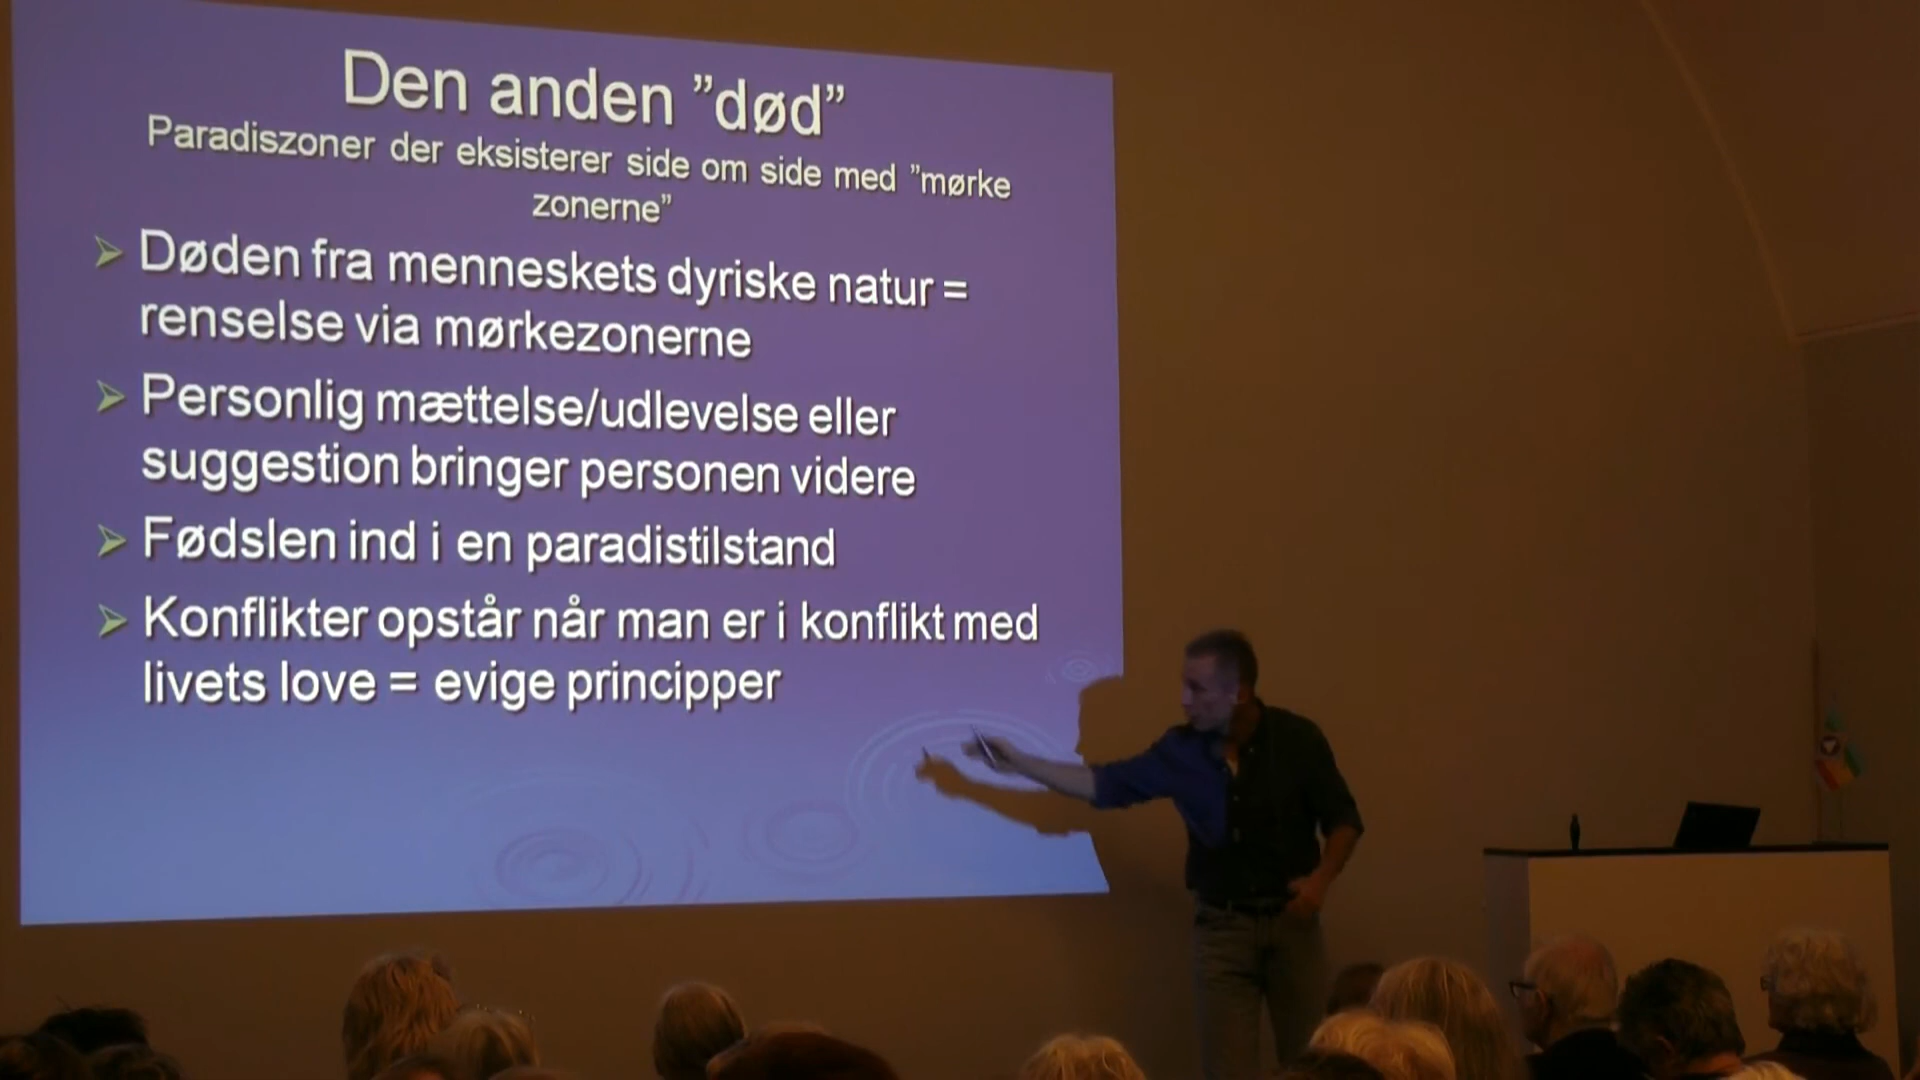 Den anden ”død”
Paradiszoner der eksisterer side om side med ”mørke
zonerne”
Døden fra menneskets dyriske natur =
renselse via mørkezonerne
Personlig mættelse/udlevelse eller
suggestion bringer personen videre
Fødslen ind i en paradistilstand
Konflikter opstår når man er i konflikt med
livets love = evige principper